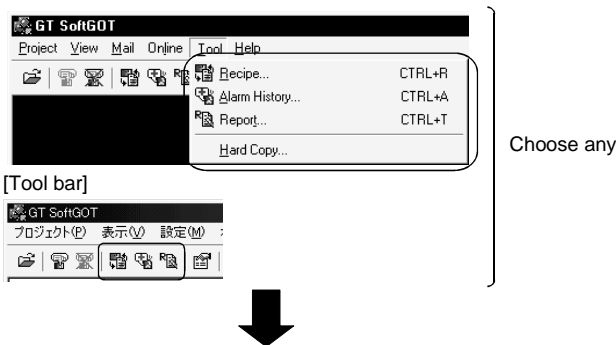 GT SoftGOT
Project View Mail Online Tool Help
Recipe... CTRL+R
Alarm History... CTRL+A
Report... CTRL+T
Hard Copy...
Choose any
[Tool bar]
GT SoftGOT
プロジェクト(P) 表示(V) 設定(M)